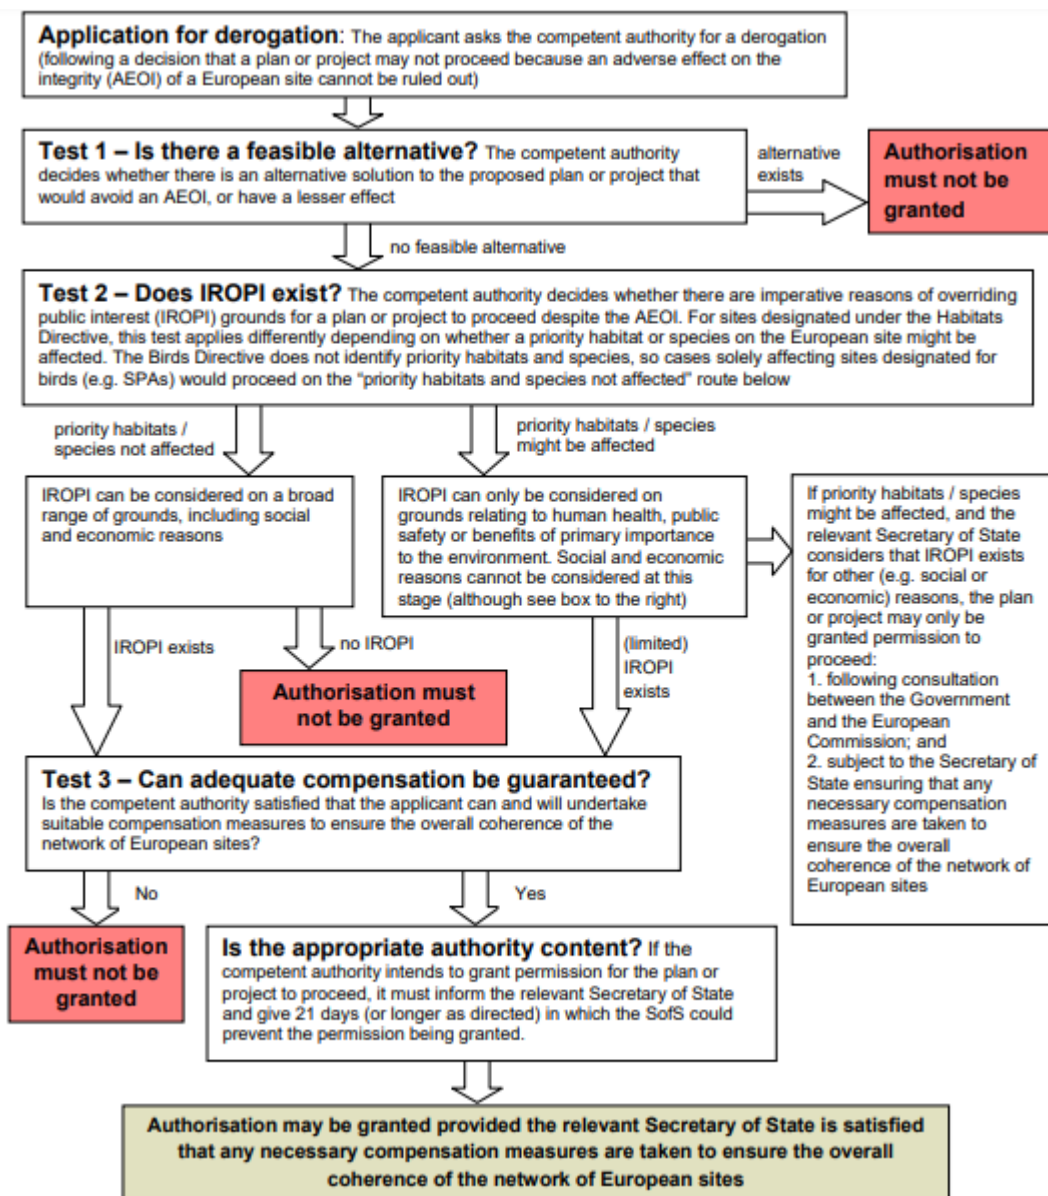 Application for derogation: The applicant asks the competent authority for a derogation
(following a decision that a plan or project may not proceed because an adverse effect on the
integrity (AEOI) of a European site cannot be ruled out)
Test 1 – Is there a feasible alternative? The competent authority
decides whether there is an alternative solution to the proposed plan or project that
would avoid an AEOI, or have a lesser effect
alternative
exists
Authorisation
must not be
granted
no feasible alternative
Test 2 – Does IROPI exist? The competent authority decides whether there are imperative reasons of overriding
public interest (IROPI) grounds for a plan or project to proceed despite the AEOI. For sites designated under the Habitats
Directive, this test applies differently depending on whether a priority habitat or species on the European site might be
affected. The Birds Directive does not identify priority habitats and species, so cases solely affecting sites designated for
birds (e.g. SPAs) would proceed on the “priority habitats and species not affected” route below
priority habitats /
species not affected
priority habitats / species
might be affected
IROPI can be considered on a broad
range of grounds, including social
and economic reasons
IROPI can only be considered on
grounds relating to human health, public
safety or benefits of primary importance
to the environment. Social and economic
reasons cannot be considered at this
stage (although see box to the right)
If priority habitats / species
might be affected, and the
relevant Secretary of State
considers that IROPI exists
for other (e.g. social or
economic) reasons, the plan
or project may only be
granted permission to
proceed:
1. following consultation
between the Government
and the European
Commission; and
2. subject to the Secretary of
State ensuring that any
necessary compensation
measures are taken to
ensure the overall
coherence of the network of
European sites
IROPI exists
no IROPI
(limited)
IROPI
exists
Authorisation must
not be granted
Test 3 – Can adequate compensation be guaranteed?
Is the competent authority satisfied that the applicant can and will undertake
suitable compensation measures to ensure the overall coherence of the
network of European sites?
No
Yes
Authorisation
must not be
granted
Is the appropriate authority content? If the
competent authority intends to grant permission for the plan or
project to proceed, it must inform the relevant Secretary of State
and give 21 days (or longer as directed) in which the SofS could
prevent the permission being granted.
Authorisation may be granted provided the relevant Secretary of State is satisfied
that any necessary compensation measures are taken to ensure the overall
coherence of the network of European sites